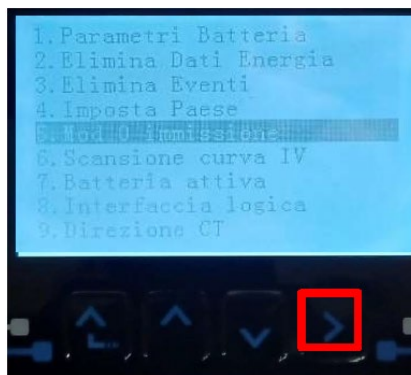 1.Parametri Batteria
2.Elimina Dati Energia
3.Elimina Eventi
4.Imposta Paese
5.Mod 0 immissione
6.Scansione curva IV
7.Batteria attiva
8.Interfaccia logica
9.Direzione CT